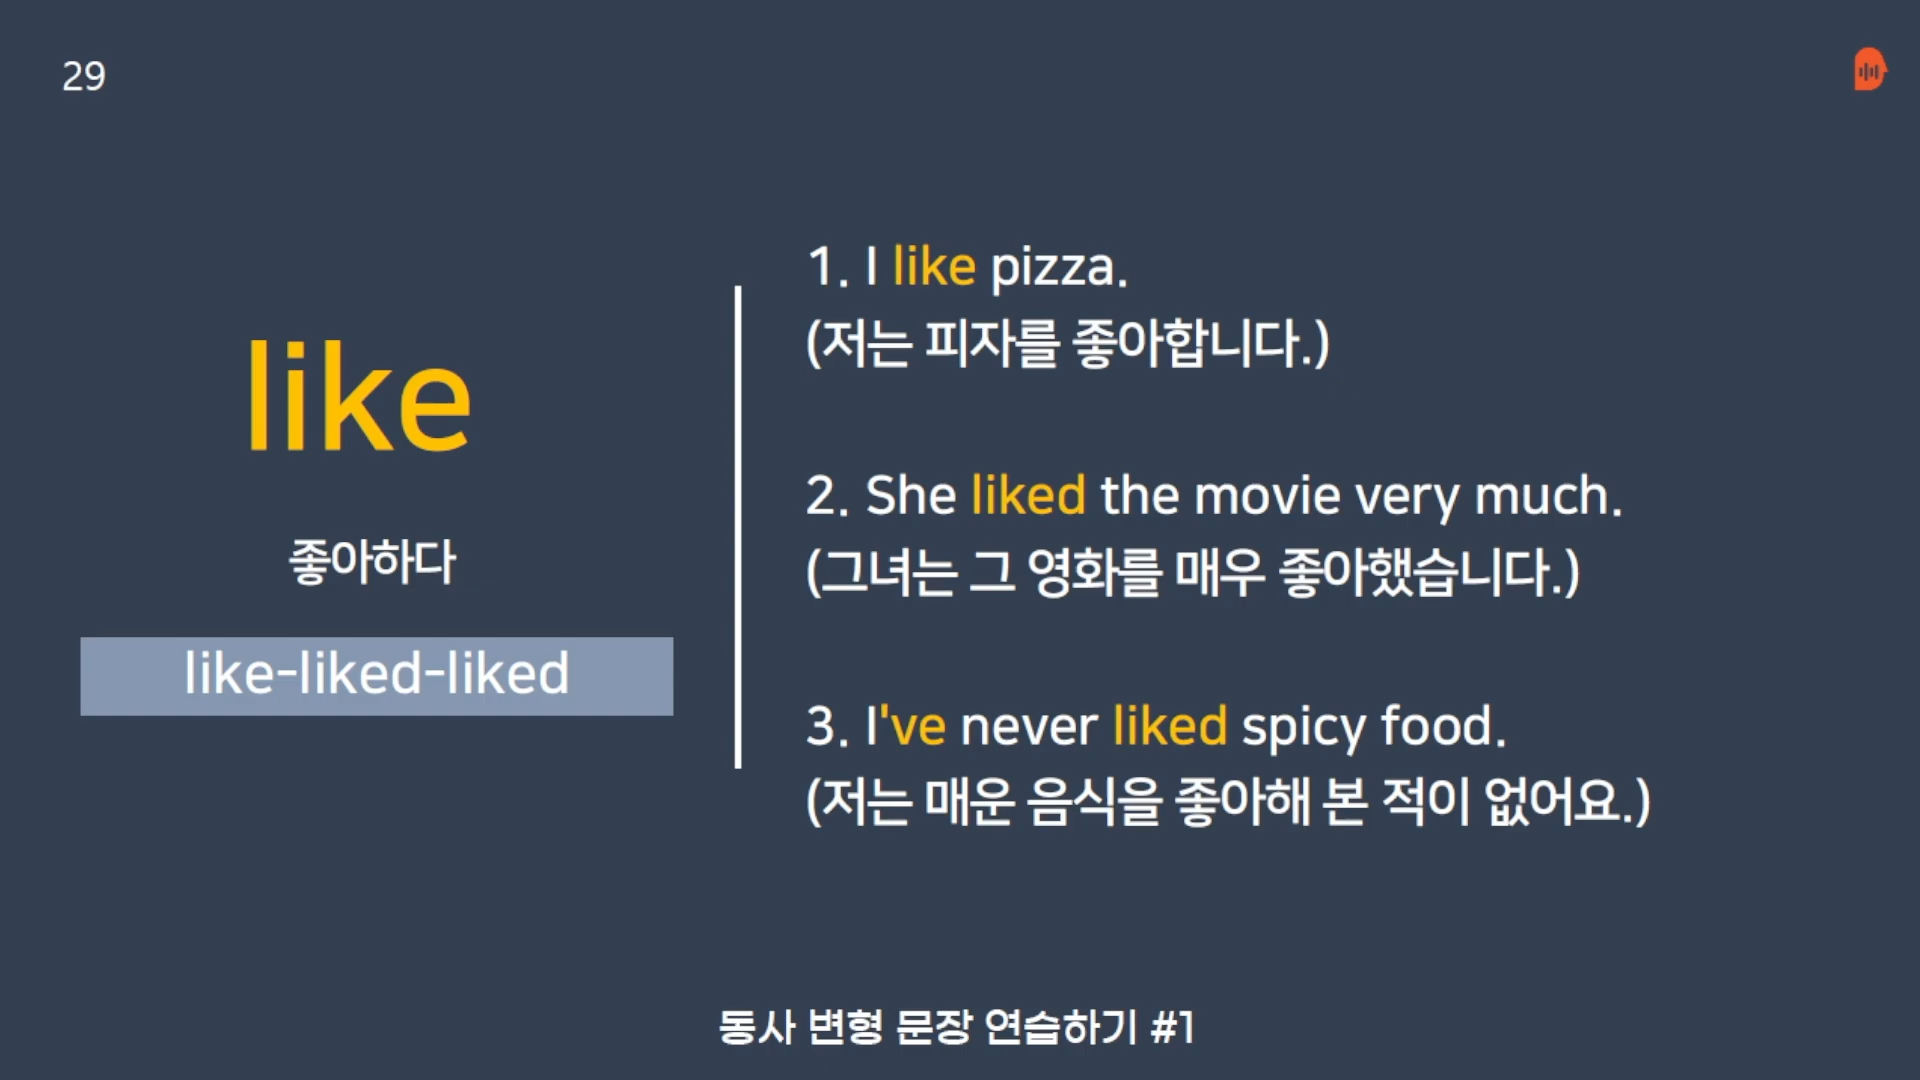 29
like
좋아하다
like-liked-liked
1. I like pizza.
(저는 피자를 좋아합니다.)
2. She liked the movie very much.
(그녀는 그 영화를 매우 좋아했습니다.)
3. I've never liked spicy food.
(저는 매운 음식을 좋아해 본 적이 없어요.)
동사 변형 문장 연습하기 #1